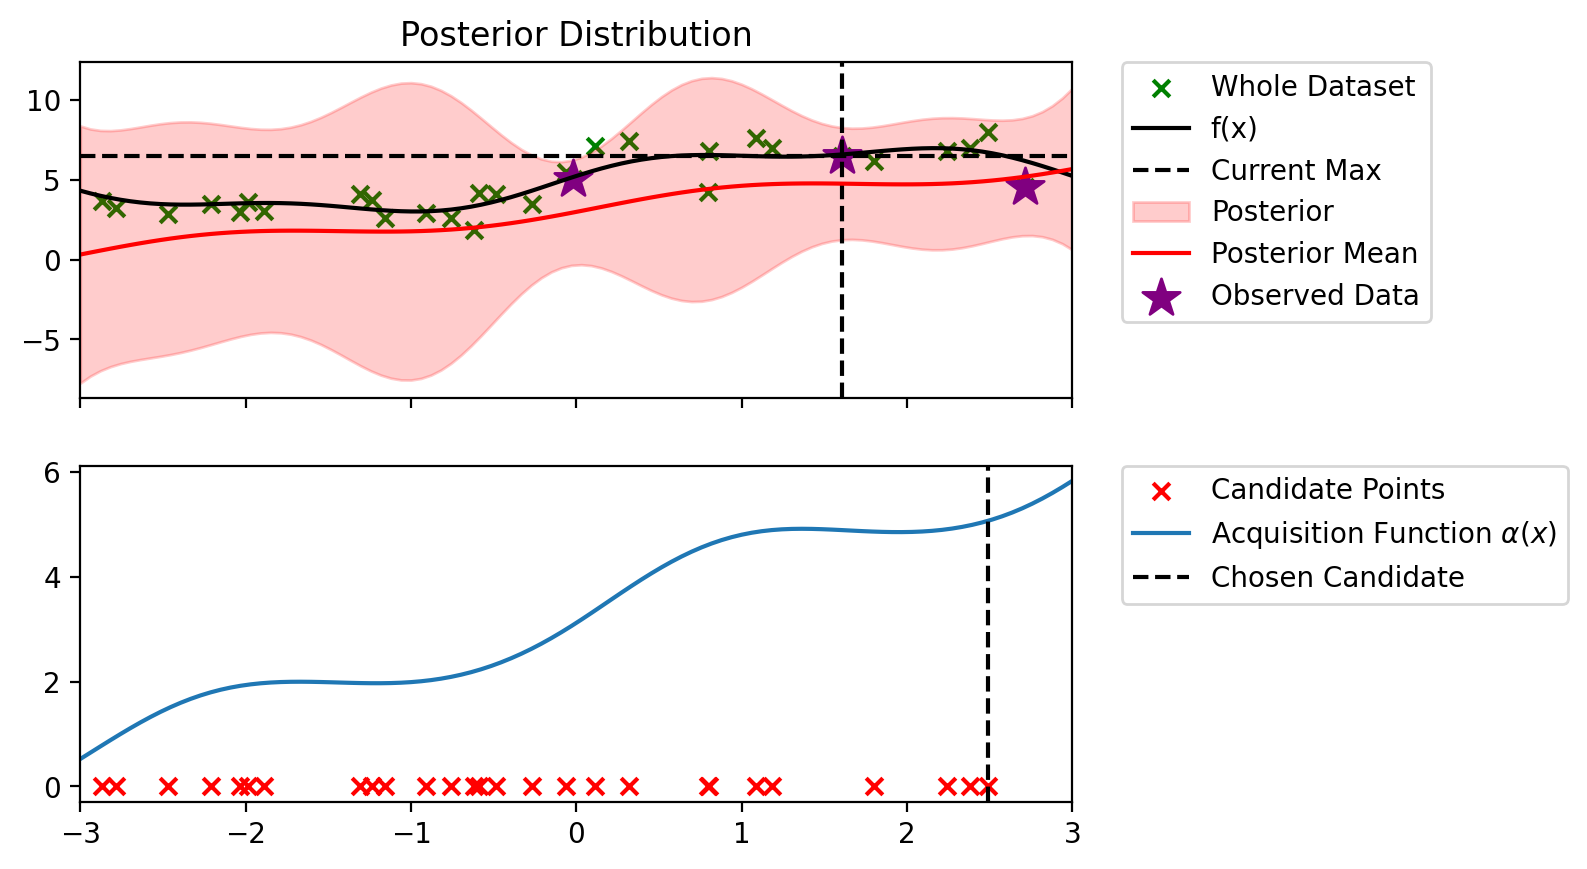 Posterior Distribution
10
5
0
−5
Whole Dataset
f(x)
Current Max
Posterior
Posterior Mean
Observed Data
6
4
2
0
−3 −2 −1 0 1 2 3
Candidate Points
Acquisition Function α(x)
Chosen Candidate